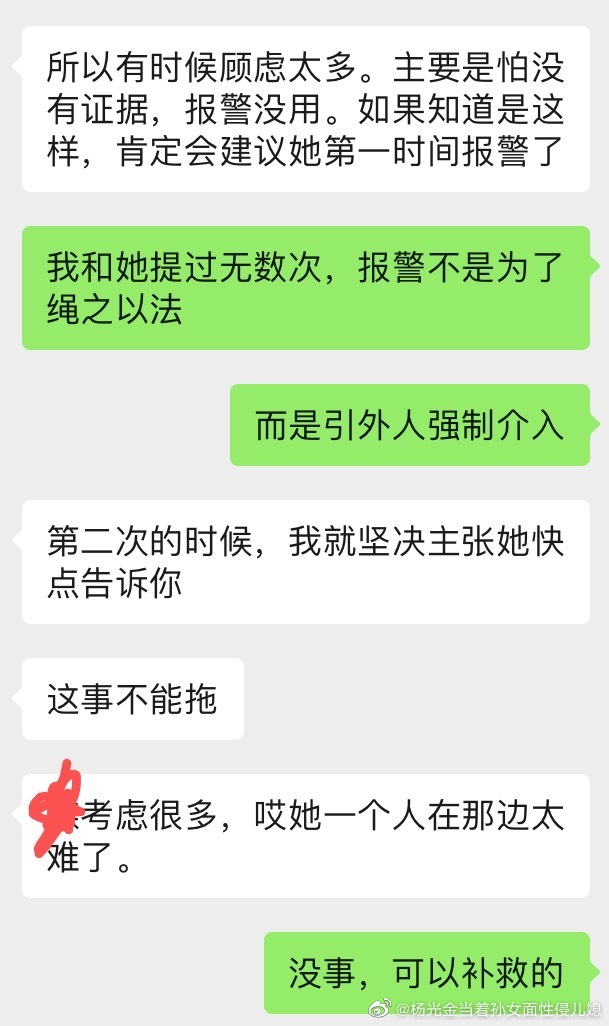 所以有时候顾虑太多。主要是怕没
有证据，报警没用。如果知道是这
样，肯定会建议她第一时间报警了
我和她提过无数次，报警不是为了
绳之以法
而是引外人强制介入
第二次的时候，我就坚决主张她快
点告诉你
这事不能拖
考虑很多，哎她一个人在那边太
难了。
没事，可以补救的
@杨光金当着孙女面性侵儿媳